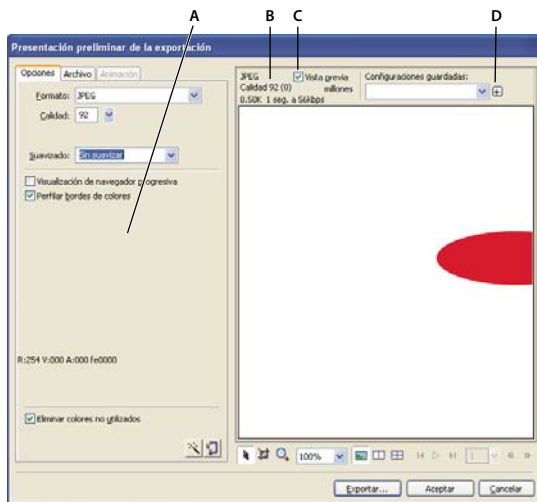 A B C D
Presentación preliminar de la exportación
Opciones Archivo Animación
Formato: JPEG
Calidad: 92
Suavizado: Sin suavizar
Visualización de navegador progresiva
Perfilar bordes de colores
R:254 V:000 A:000 fe0000
Eliminar colores no utilizados
JPEG Vista previa
Calidad 92 (0) millones
8.50K 1 seg. a 56kbps
Configuraciones guardadas:
100% 1
Exportar... Aceptar Cancelar